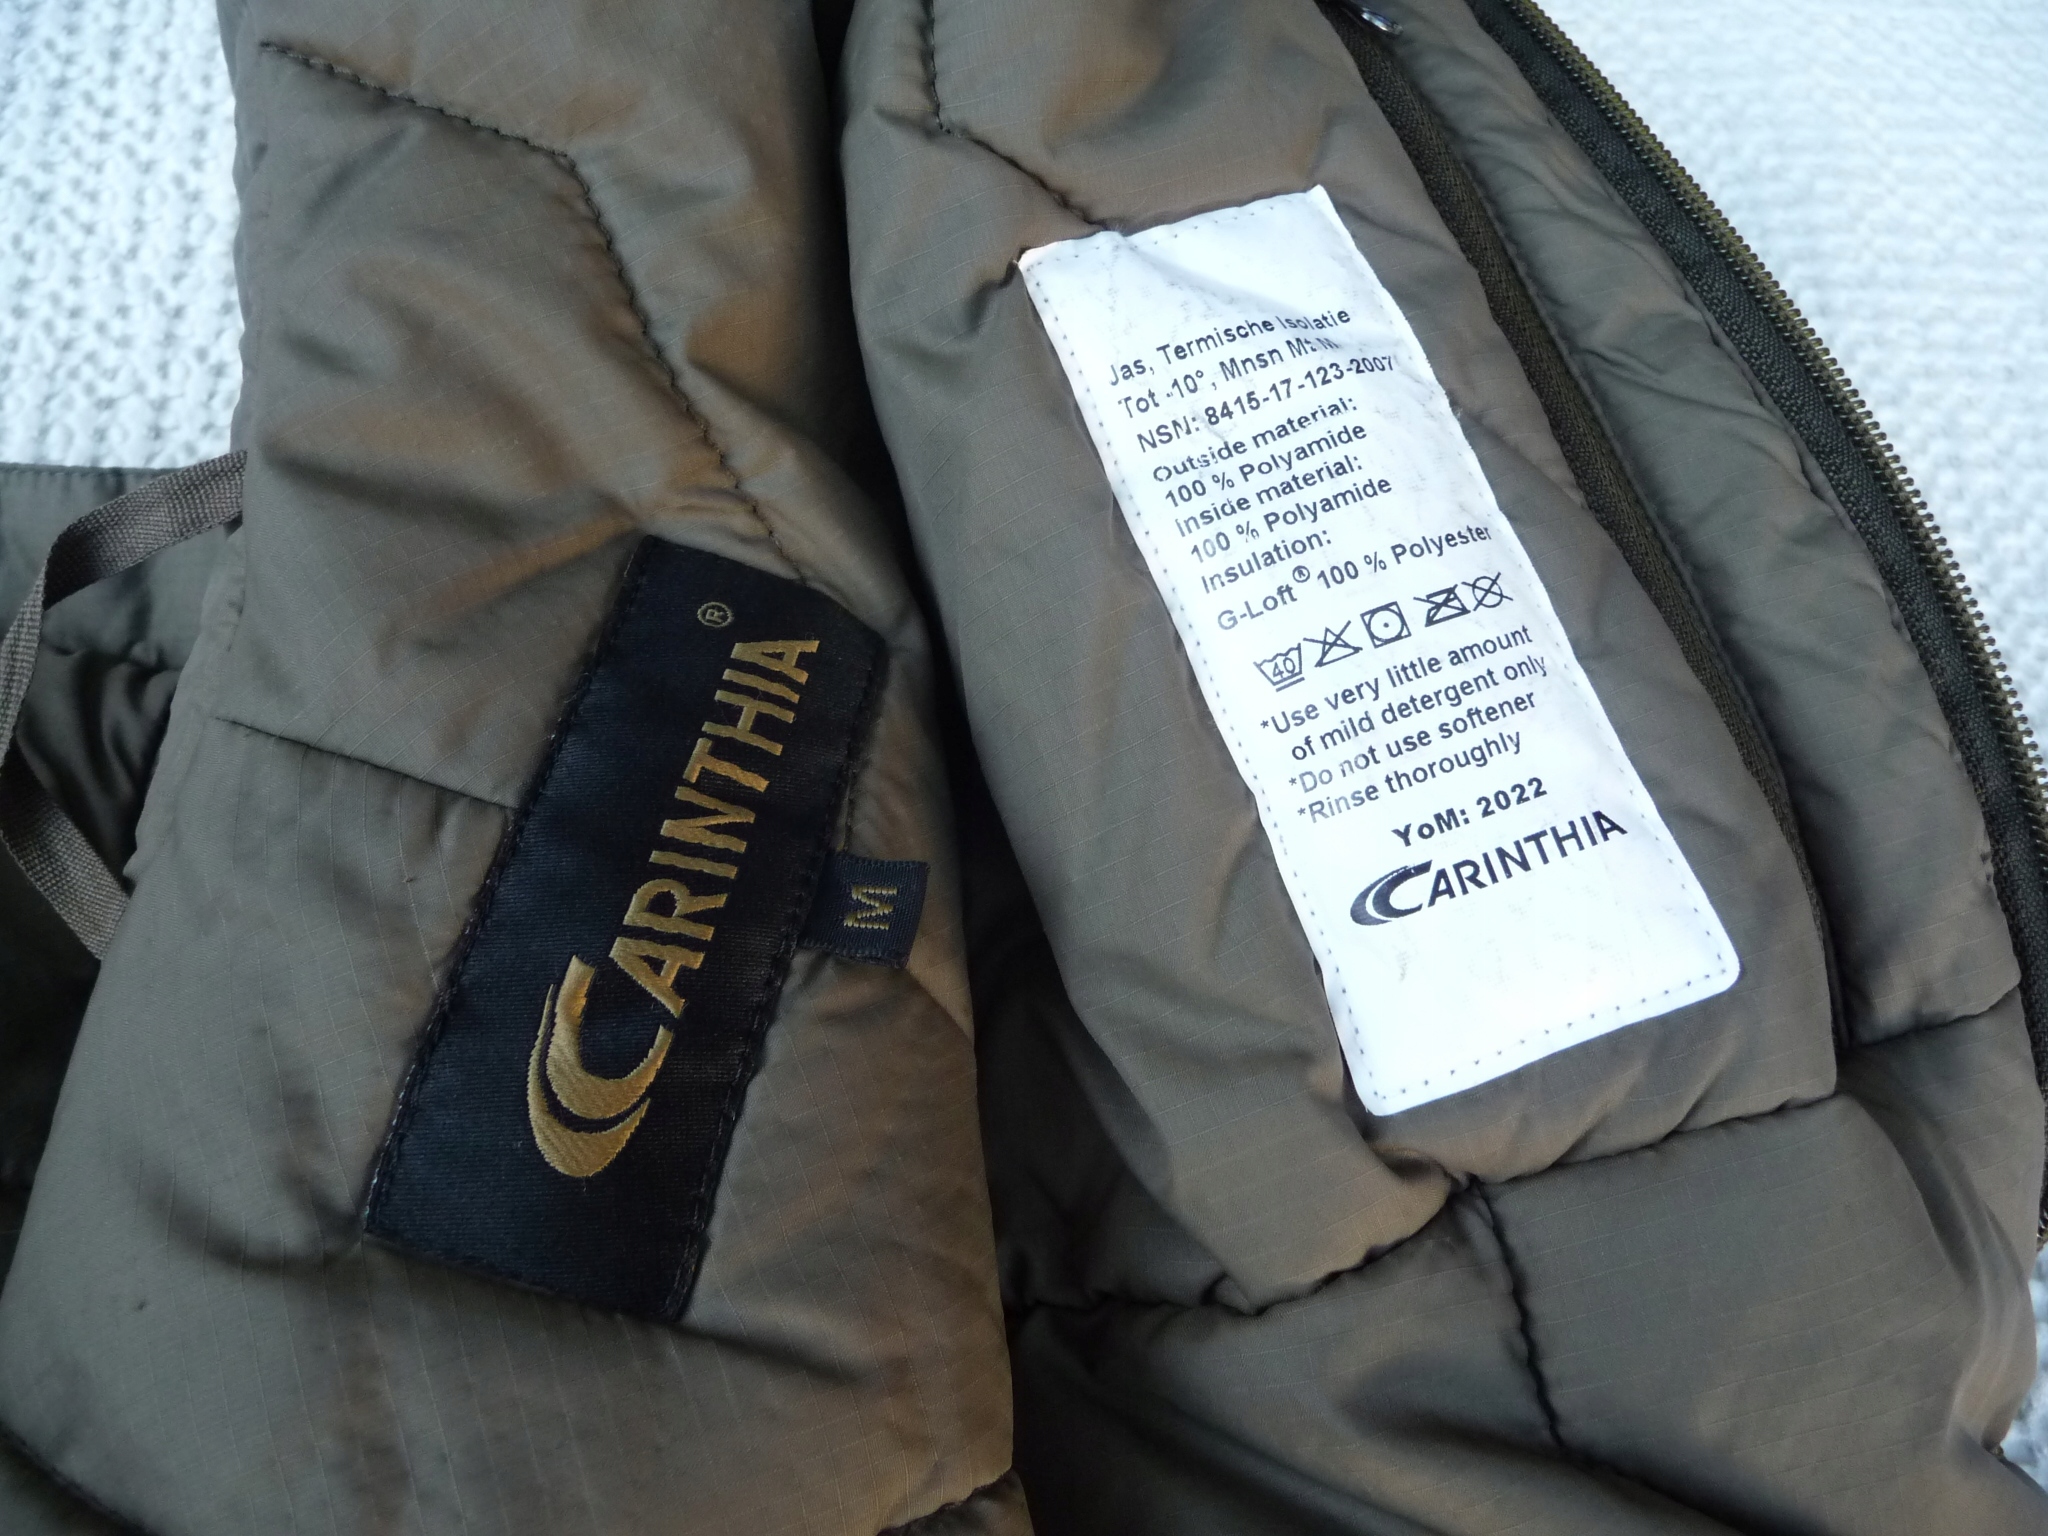 CARINTHIA ®
M
Jas, Termische Isolatie
Tot -10°, Mnsn Mt
NSN: 8415-17-123-2007
Outside material:
100 % Polyamide
Inside material:
100 % Polyamide
Insulation:
G-Loft® 100 % Polyester
40
*Use very little amount
of mild detergent only
*Do not use softener
*Rinse thoroughly
YoM: 2022
CARINTHIA